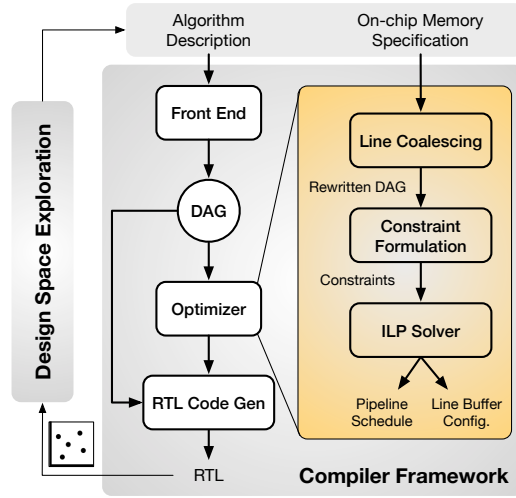 Algorithm
Description
On-chip Memory
Specification
Design Space Exploration
Front End
DAG
Optimizer
RTL Code Gen
RTL
Line Coalescing
Rewritten DAG
Constraint
Formulation
Constraints
ILP Solver
Pipeline
Schedule
Line Buffer
Config.
Compiler Framework